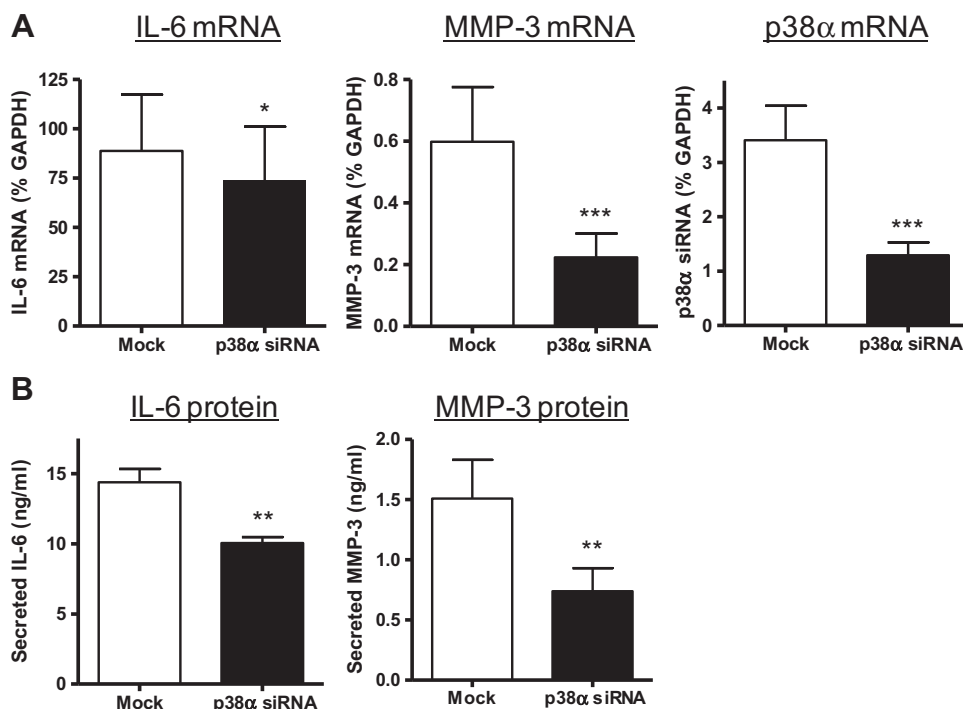 A
IL-6 mRNA
IL-6 mRNA (% GAPDH)
125
100
75
50
25
0
*
Mock
p38α siRNA
MMP-3 mRNA
MMP-3 mRNA (% GAPDH)
0.8
0.6
0.4
0.2
0.0
***
Mock
p38α siRNA
p38α mRNA
p38α siRNA (% GAPDH)
4
3
2
1
0
***
Mock
p38α siRNA
B
IL-6 protein
Secreted IL-6 (ng/ml)
15
10
5
0
**
Mock
p38α siRNA
MMP-3 protein
Secreted MMP-3 (ng/ml)
2.0
1.5
1.0
0.5
0.0
**
Mock
p38α siRNA